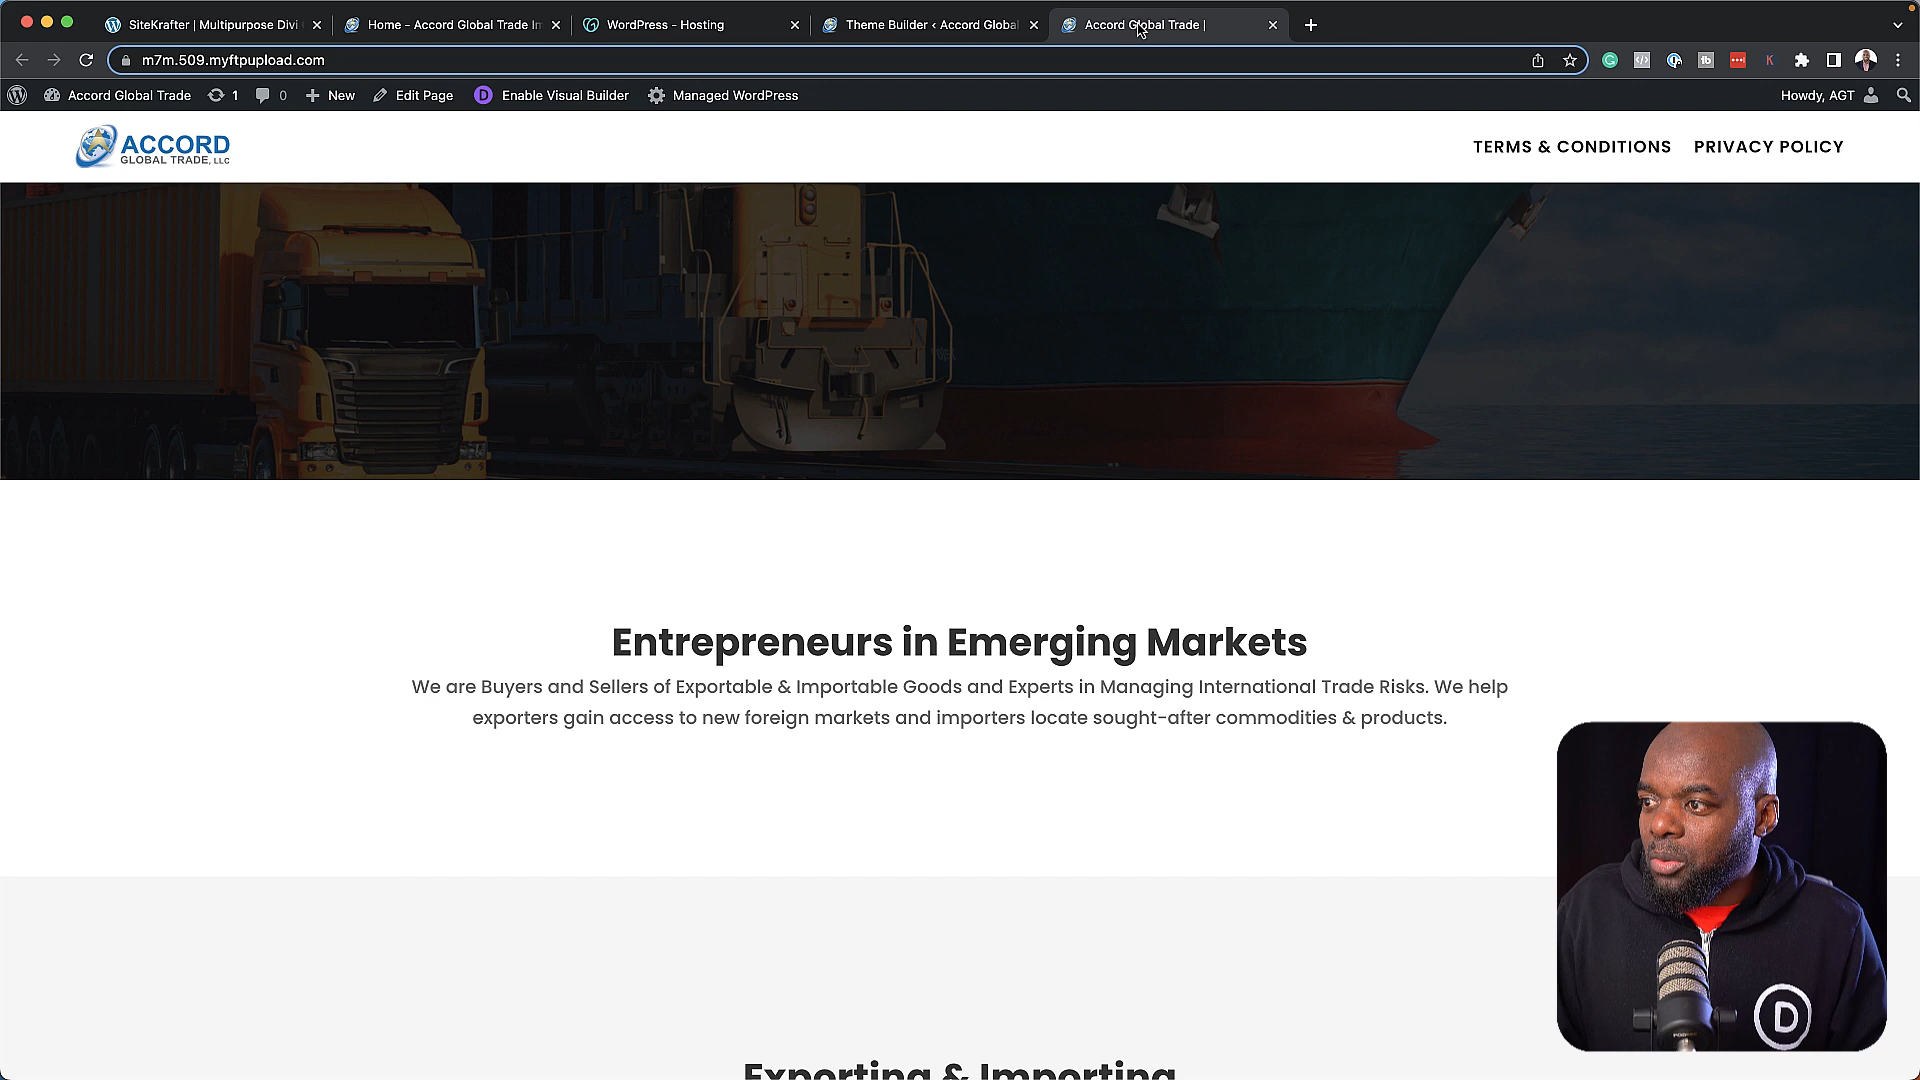 SiteKrafter | Multipurpose Divi
Home – Accord Global Trade In
WordPress - Hosting
Theme Builder ‹ Accord Global
Accord Global Trade |
m7m.509.myftpupload.com
Accord Global Trade
1
0
New
Edit Page
D
Enable Visual Builder
Managed WordPress
Howdy, AGT
ACCORD
GLOBAL TRADE, LLC
TERMS & CONDITIONS
PRIVACY POLICY
Entrepreneurs in Emerging Markets
We are Buyers and Sellers of Exportable & Importable Goods and Experts in Managing International Trade Risks. We help
exporters gain access to new foreign markets and importers locate sought-after commodities & products.
Exporting & Importing
D